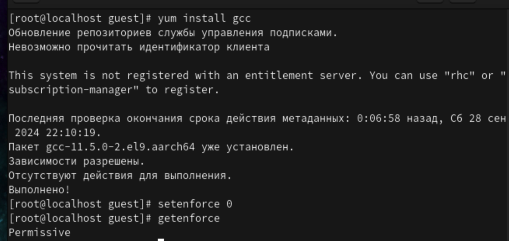 [root@localhost guest]# yum install gcc
Обновление репозиториев службы управления подписками.
Невозможно прочитать идентификатор клиента
This system is not registered with an entitlement server. You can use "rhc" or "
subscription-manager" to register.
Последняя проверка окончания срока действия метаданных: 0:06:58 назад, Сб 28 сен
 2024 22:10:19.
Пакет gcc-11.5.0-2.el9.aarch64 уже установлен.
Зависимости разрешены.
Отсутствуют действия для выполнения.
Выполнено!
[root@localhost guest]# setenforce 0
[root@localhost guest]# getenforce
Permissive